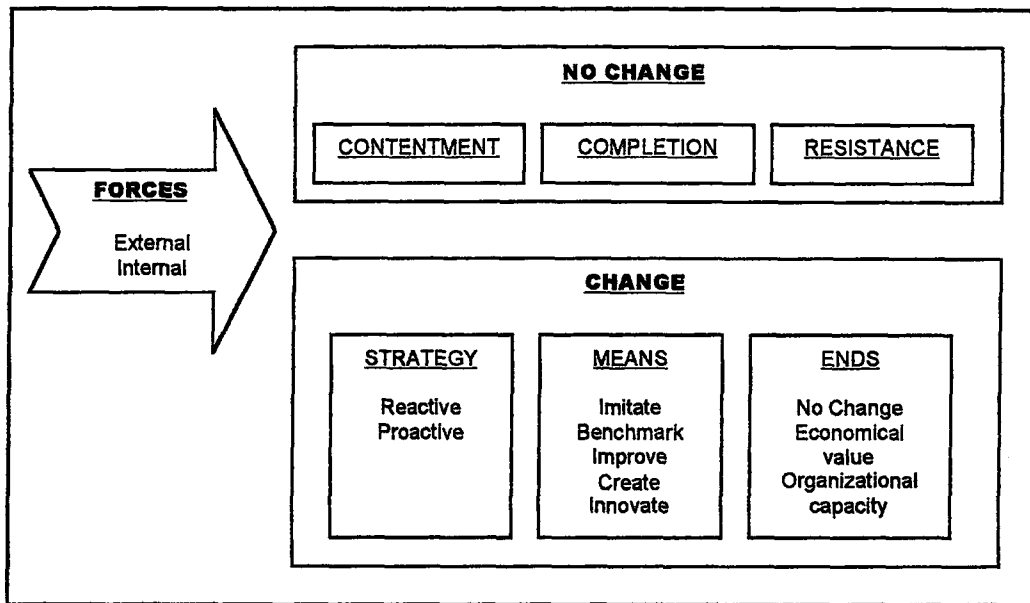 NO CHANGE
CONTENTMENT
COMPLETION
RESISTANCE
FORCES
External
Internal
CHANGE
STRATEGY
Reactive
Proactive
MEANS
Imitate
Benchmark
Improve
Create
Innovate
ENDS
No Change
Economical
value
Organizational
capacity